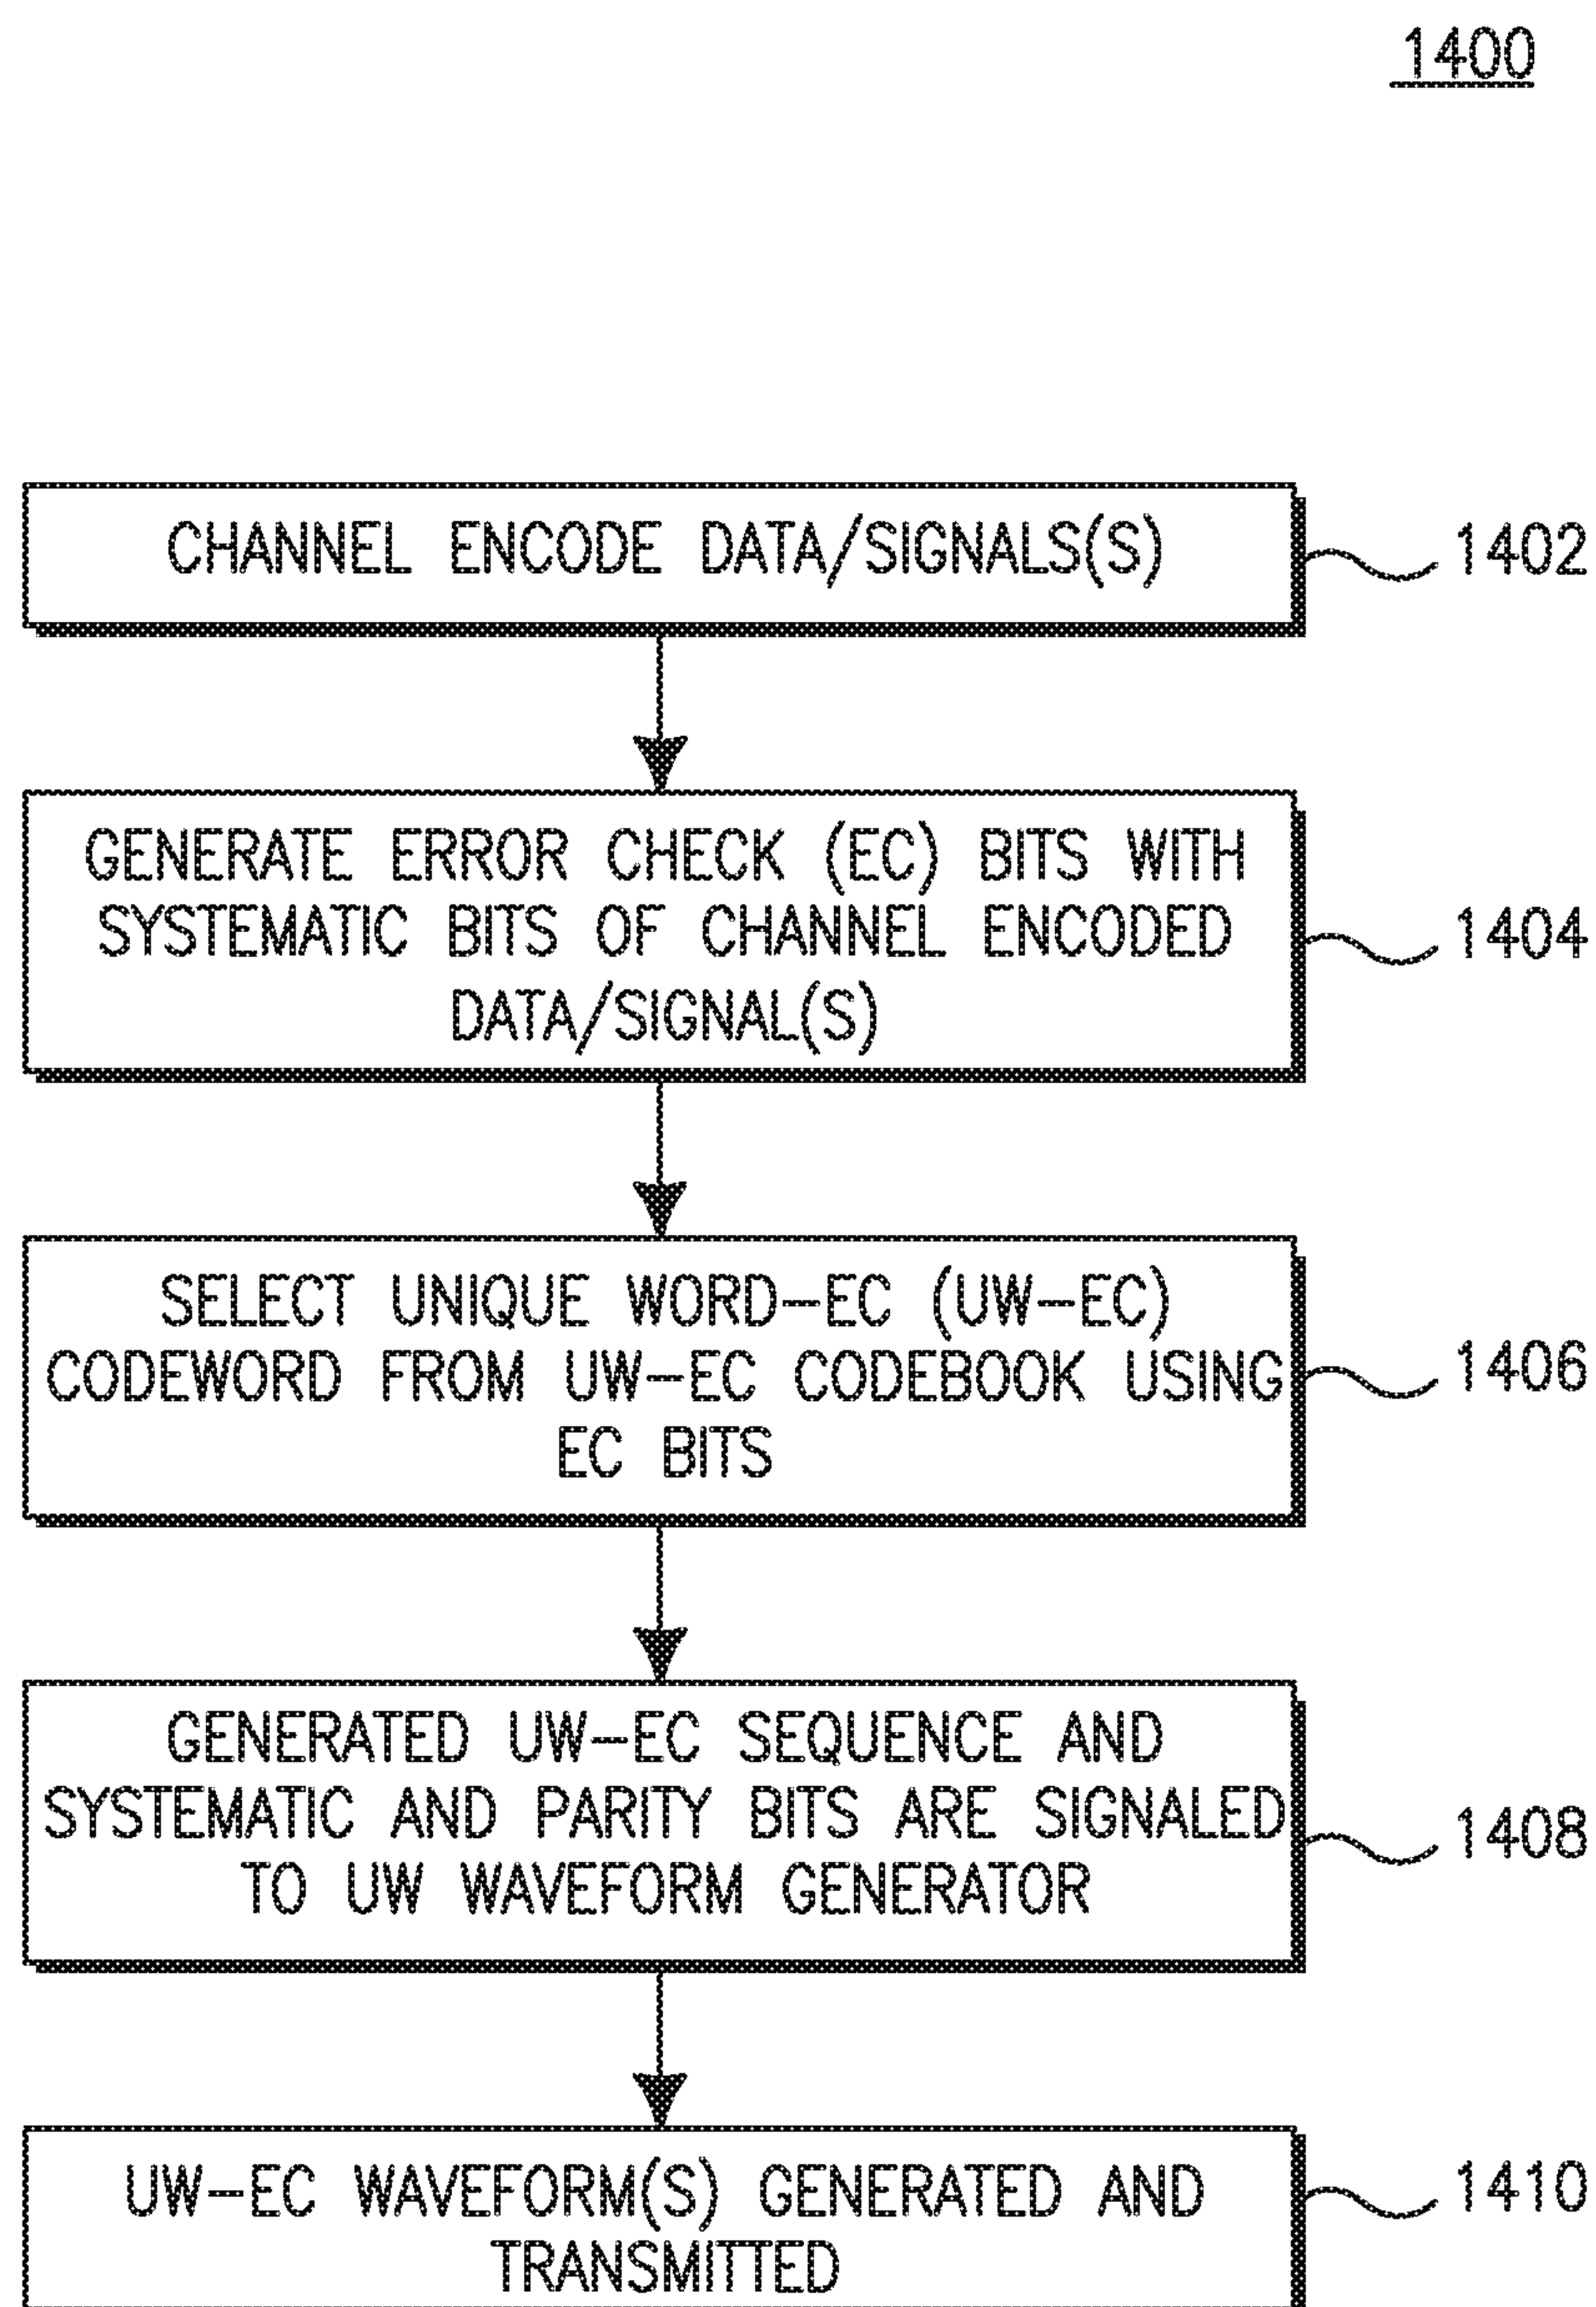 1400
CHANNEL ENCODE DATA/SIGNALS(S)
1402
GENERATE ERROR CHECK (EC) BITS WITH
SYSTEMATIC BITS OF CHANNEL ENCODED
DATA/SIGNAL(S)
1404
SELECT UNIQUE WORD-EC (UW-EC)
CODEWORD FROM UW-EC CODEBOOK USING
EC BITS
1406
GENERATED UW-EC SEQUENCE AND
SYSTEMATIC AND PARITY BITS ARE SIGNALED
TO UW WAVEFORM GENERATOR
1408
UW-EC WAVEFORM(S) GENERATED AND
TRANSMITTED
1410